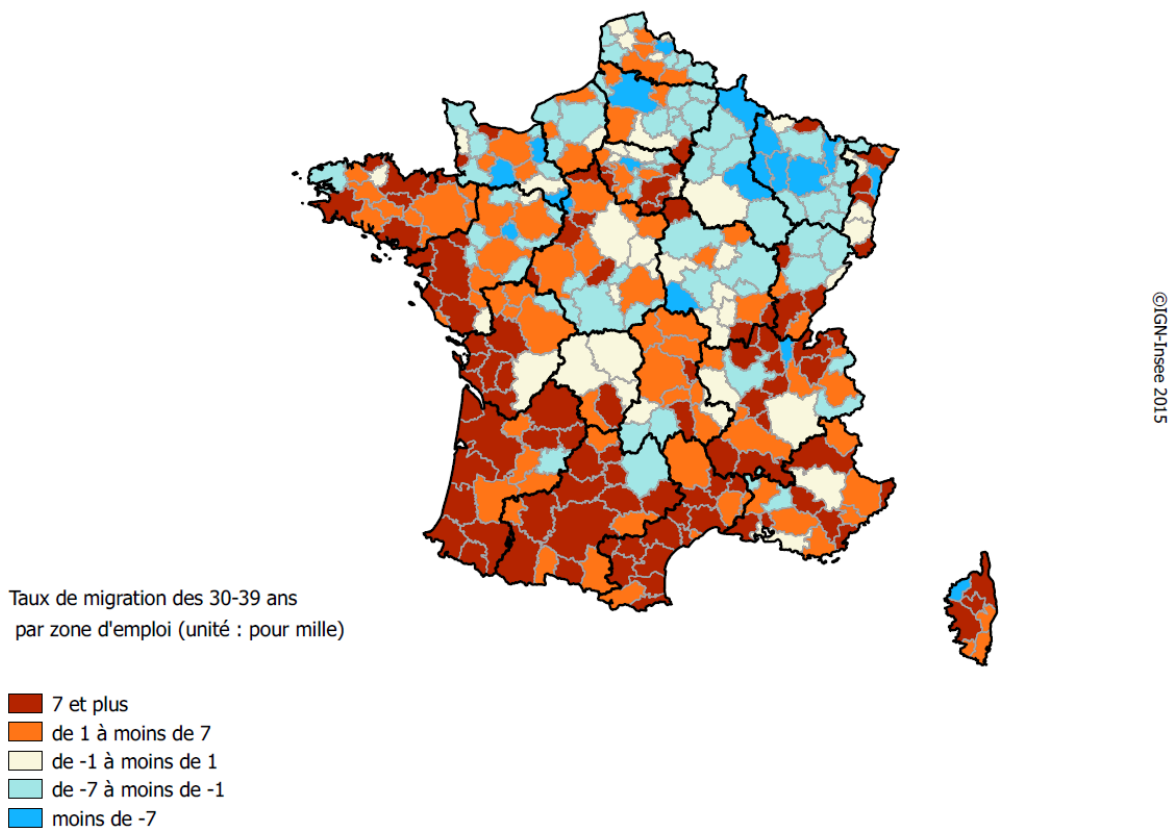 ©IGN-Insee 2015
Taux de migration des 30-39 ans
par zone d'emploi (unité : pour mille)
7 et plus
de 1 à moins de 7
de -1 à moins de 1
de -7 à moins de -1
moins de -7